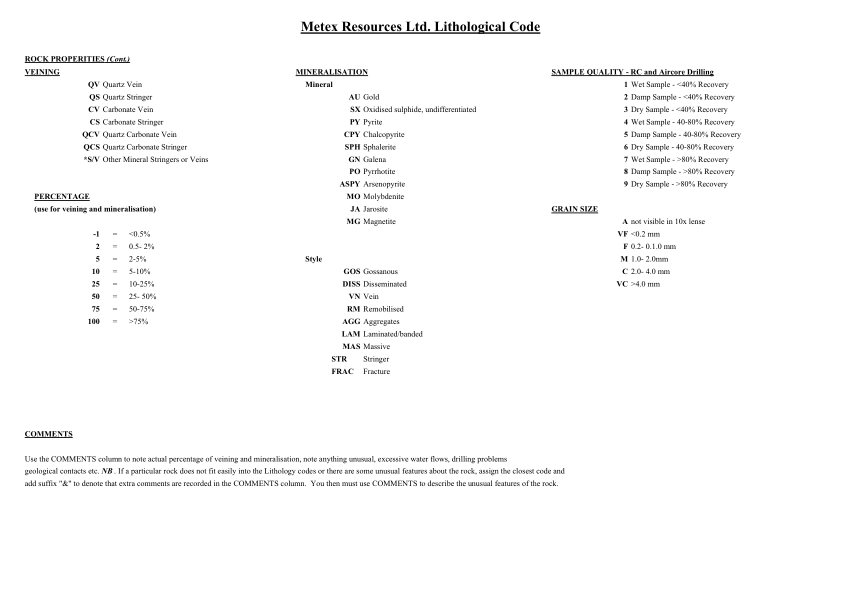 Metex Resources Ltd. Lithological Code
ROCK PROPERITIES (Cont.)
VEINING
QV Quartz Vein
QS Quartz Stringer
CV Carbonate Vein
CS Carbonate Stringer
QCV Quartz Carbonate Vein
QCS Quartz Carbonate Stringer
*S/V Other Mineral Stringers or Veins
PERCENTAGE
(use for veining and mineralisation)
-1 = <0.5%
2 = 0.5- 2%
5 = 2-5%
10 = 5-10%
25 = 10-25%
50 = 25- 50%
75 = 50-75%
100 = >75%
MINERALISATION
Mineral
AU Gold
SX Oxidised sulphide, undifferentiated
PY Pyrite
CPY Chalcopyrite
SPH Sphalerite
GN Galena
PO Pyrrhotite
ASPY Arsenopyrite
MO Molybdenite
JA Jarosite
MG Magnetite
Style
GOS Gossanous
DISS Disseminated
VN Vein
RM Remobilised
AGG Aggregates
LAM Laminated/banded
MAS Massive
STR Stringer
FRAC Fracture
SAMPLE QUALITY - RC and Aircore Drilling
1 Wet Sample - <40% Recovery
2 Damp Sample - <40% Recovery
3 Dry Sample - <40% Recovery
4 Wet Sample - 40-80% Recovery
5 Damp Sample - 40-80% Recovery
6 Dry Sample - 40-80% Recovery
7 Wet Sample - >80% Recovery
8 Damp Sample - >80% Recovery
9 Dry Sample - >80% Recovery
GRAIN SIZE
A not visible in 10x lense
VF <0.2 mm
F 0.2- 0.1.0 mm
M 1.0- 2.0mm
C 2.0- 4.0 mm
VC >4.0 mm
COMMENTS
Use the COMMENTS column to note actual percentage of veining and mineralisation, note anything unusual, excessive water flows, drilling problems
geological contacts etc. NB . If a particular rock does not fit easily into the Lithology codes or there are some unusual features about the rock, assign the closest code and
add suffix "&" to denote that extra comments are recorded in the COMMENTS column. You then must use COMMENTS to describe the unusual features of the rock.